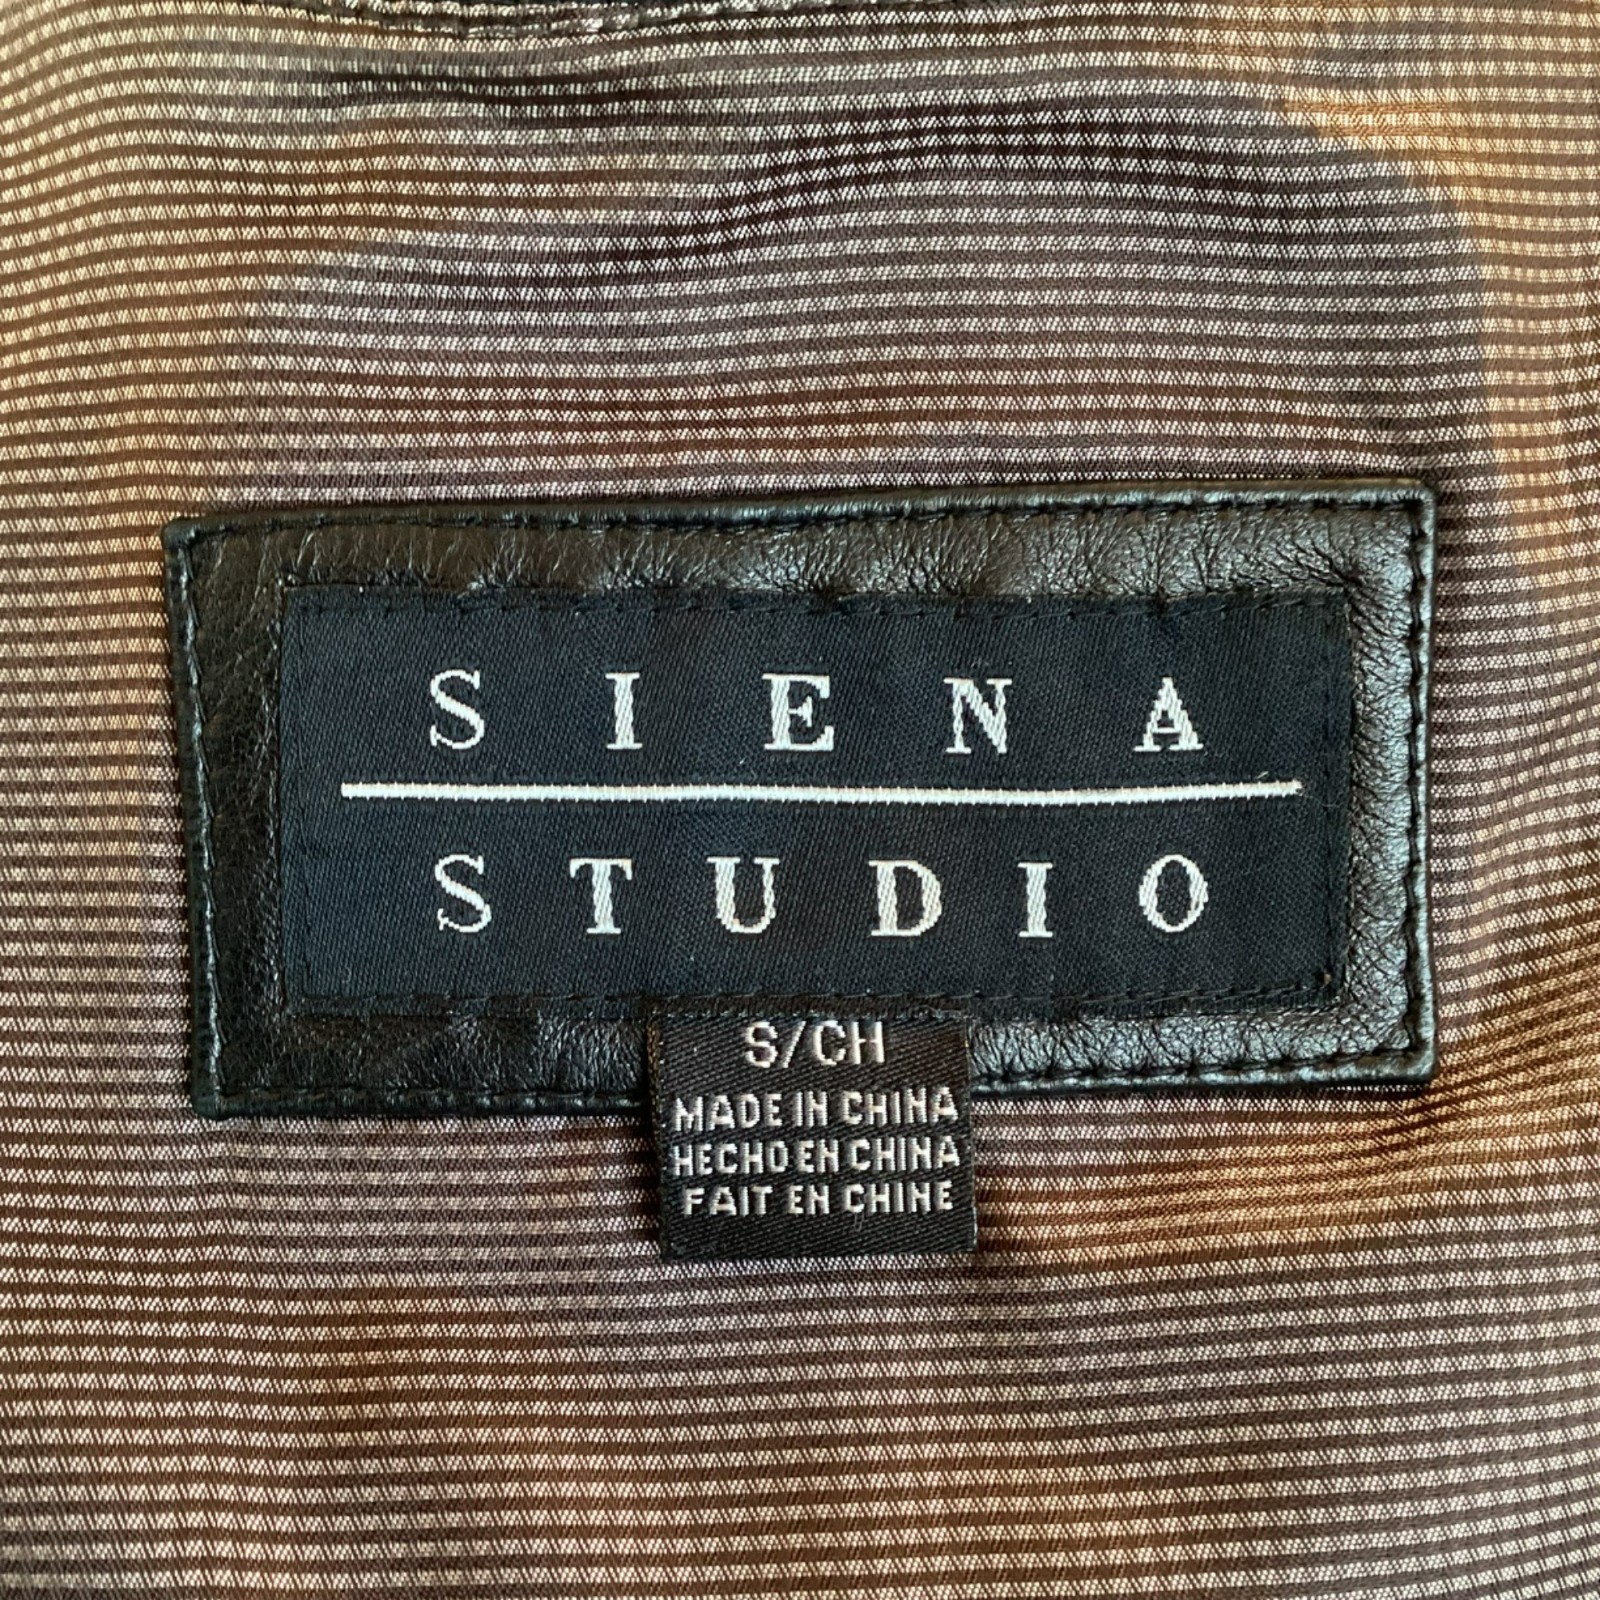 SIENA
STUDIO
S/CH
MADE IN CHINA
HECHO EN CHINA
FAIT EN CHINE